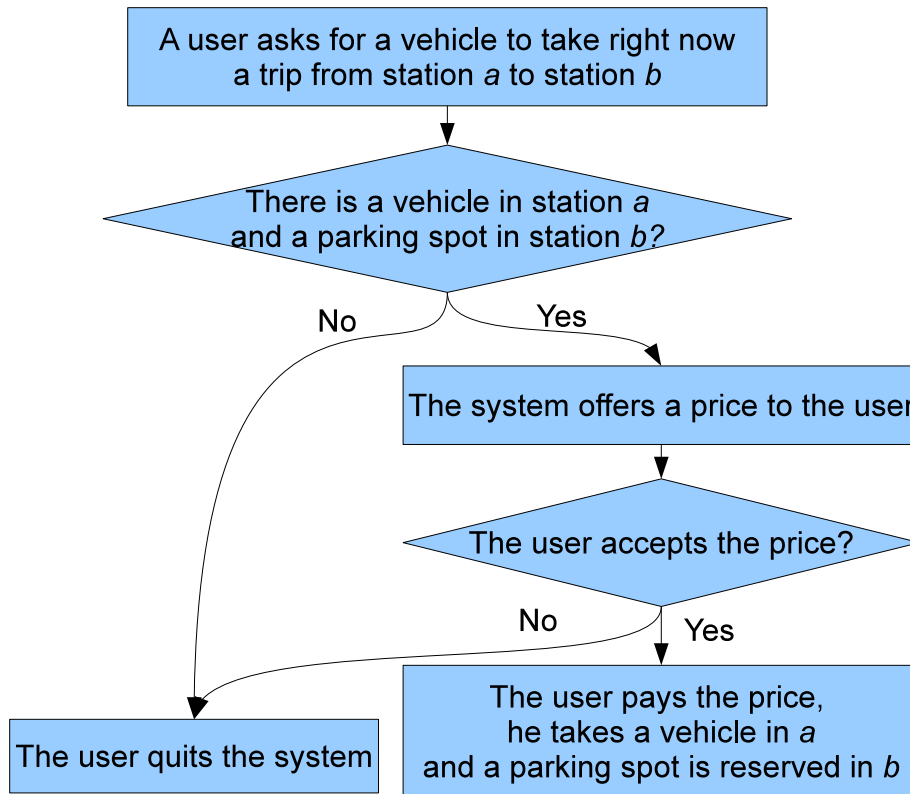 A user asks for a vehicle to take right now
a trip from station a to station b
There is a vehicle in station a
and a parking spot in station b?
No
Yes
The system offers a price to the user
The user accepts the price?
No
Yes
The user pays the price,
he takes a vehicle in a
and a parking spot is reserved in b
The user quits the system